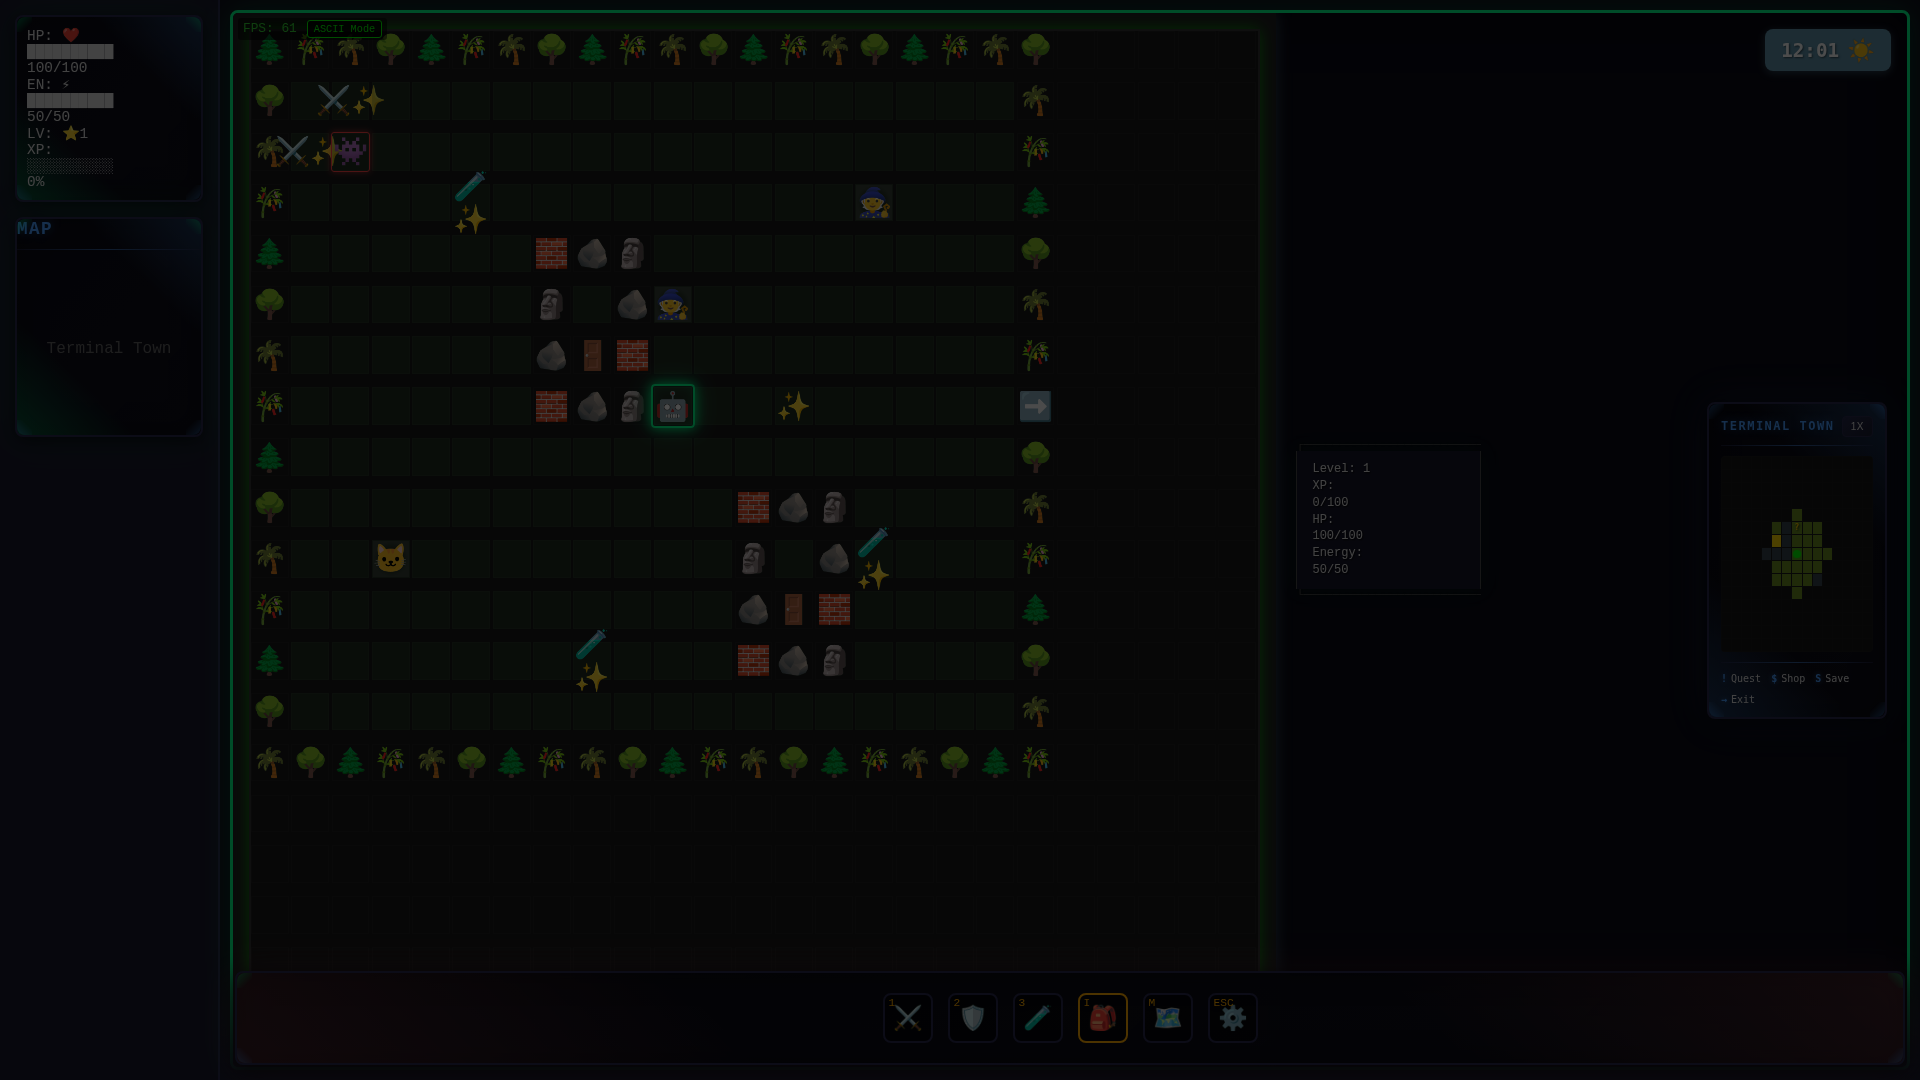 FPS: 61 ASCII Mode
HP: ❤️
██████████
100/100
EN: ⚡
██████████
50/50
LV: ⭐1
XP:
░░░░░░░░░░
0%
MAP
Terminal Town
12:01 ☀️
Level: 1
XP:
0/100
HP:
100/100
Energy:
50/50
TERMINAL TOWN 1X
! Quest $ Shop S Save
→ Exit
1
2
3
I
M
ESC